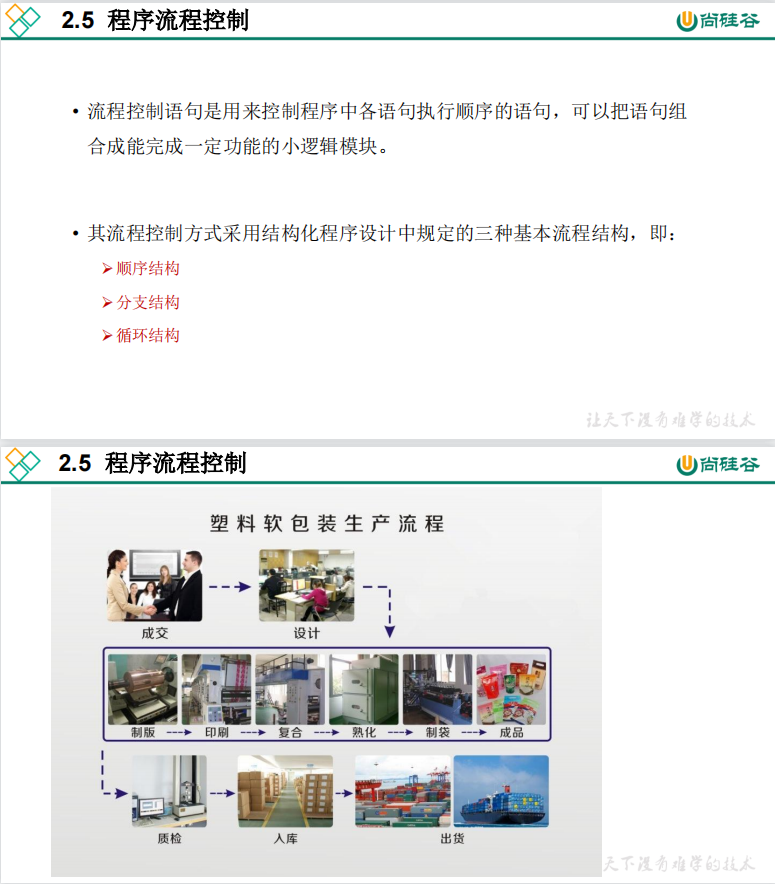 2.5 程序流程控制
尚硅谷
• 流程控制语句是用来控制程序中各语句执行顺序的语句，可以把语句组
合成能完成一定功能的小逻辑模块。
• 其流程控制方式采用结构化程序设计中规定的三种基本流程结构，即：
➢ 顺序结构
➢ 分支结构
➢ 循环结构
让天下没有难学的技术
2.5 程序流程控制
尚硅谷
塑料软包装生产流程
成交 设计
制版 印刷 复合 熟化 制袋 成品
质检 入库 出货
天下没有难学的技术